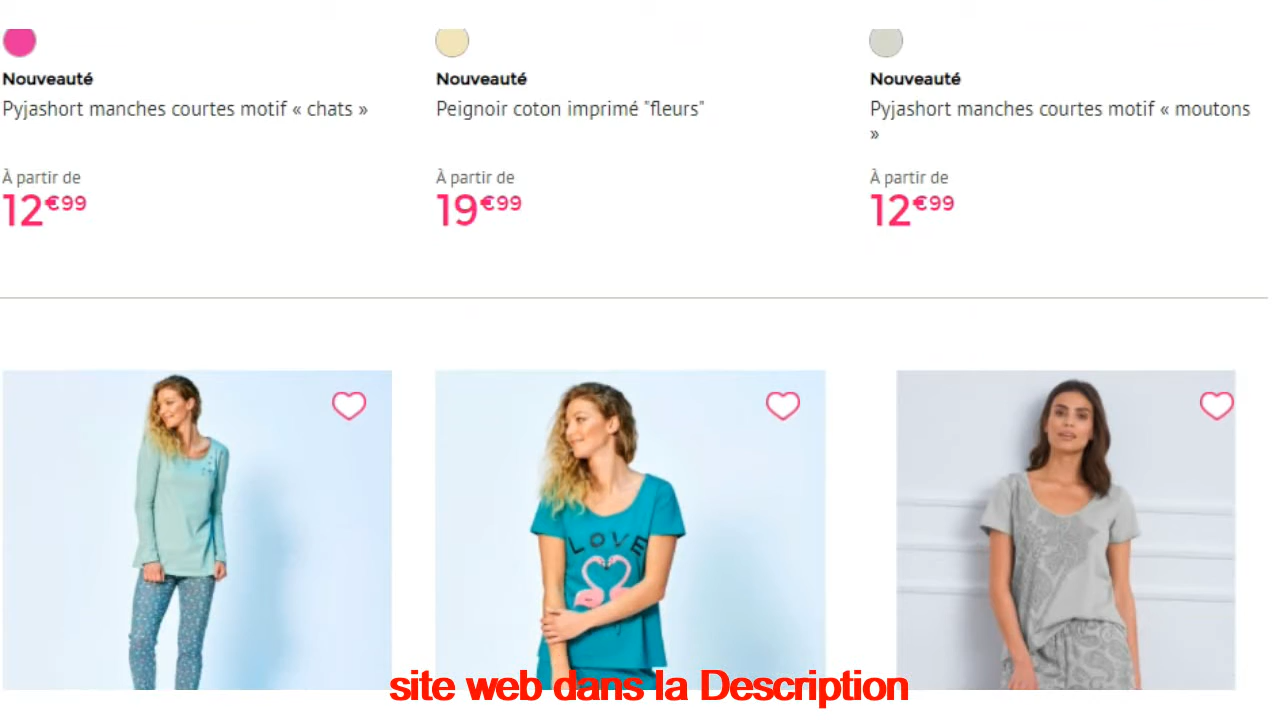 Nouveauté
Pyjashort manches courtes motif « chats »
À partir de
12€99
Nouveauté
Peignoir coton imprimé "fleurs"
À partir de
19€99
Nouveauté
Pyjashort manches courtes motif « moutons
»
À partir de
12€99
LOVE
site web dans la Description